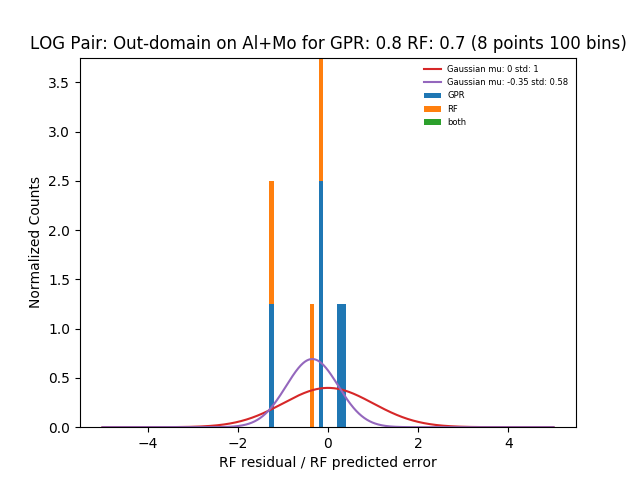 LOG Pair: Out-domain on Al+Mo for GPR: 0.8 RF: 0.7 (8 points 100 bins)
Gaussian mu: 0 std: 1
Gaussian mu: -0.35 std: 0.58
GPR
RF
both
Normalized Counts
3.5
3.0
2.5
2.0
1.5
1.0
0.5
0.0
−4 −2 0 2 4
RF residual / RF predicted error